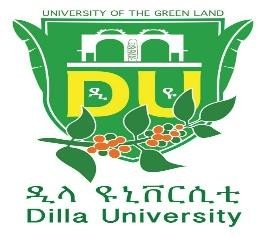 UNIVERSITY OF THE GREEN LAND
DU
ዲ ዩ
ዲላ ዩኒቨርሲቲ
Dilla University